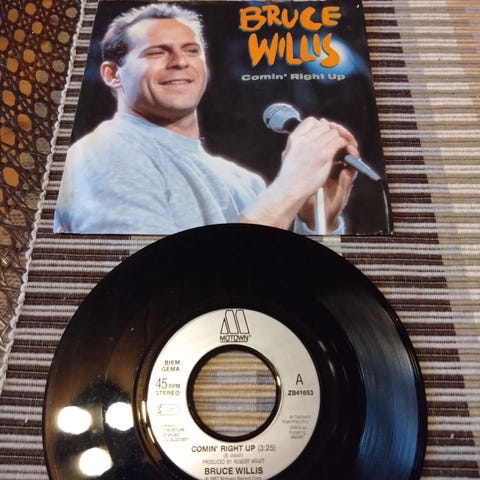 BRUCE
WILLIS
Comin' Right Up
MOTOWN
BIEM
GEMA
A
45 RPM
STEREO
ZB41653
COMIN' RIGHT UP (3:25)
PRODUCED BY ROBERT KRAFT
BRUCE WILLIS